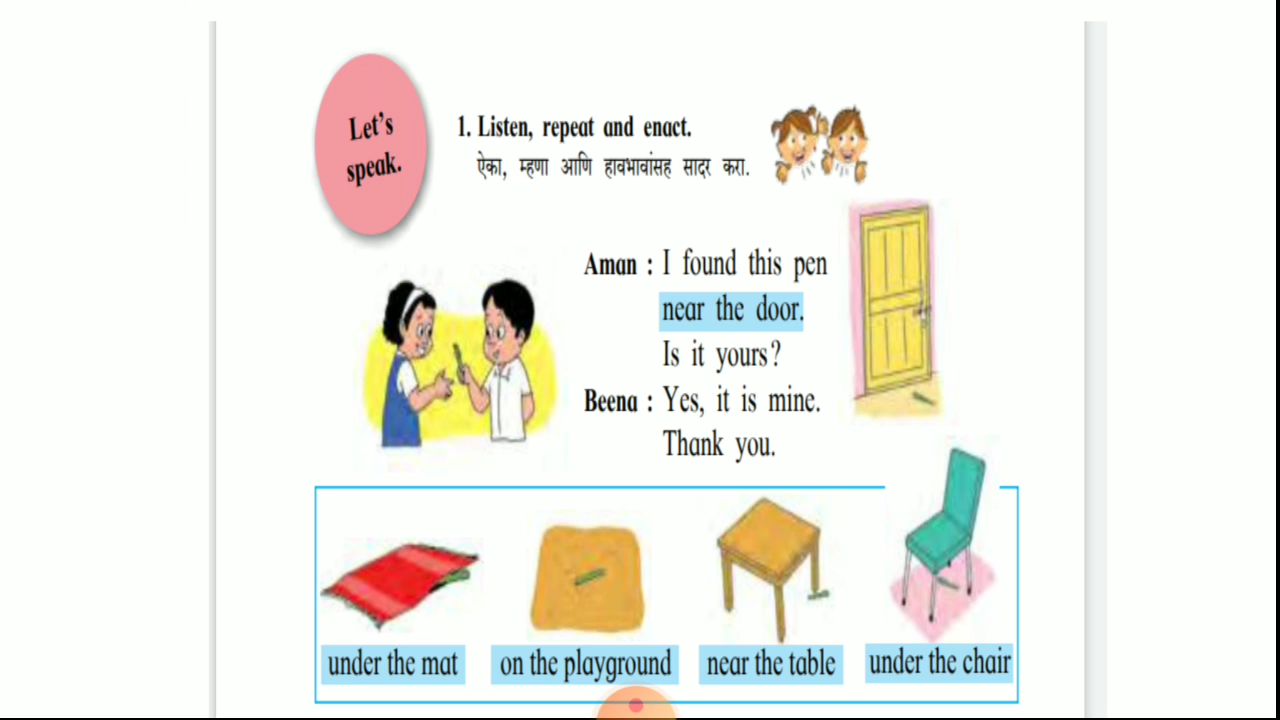 Let's
speak.
1. Listen, repeat and enact.
ऐका, म्हणा आणि हावभावांसह सादर करा.
Aman : I found this pen
near the door.
Is it yours?
Beena : Yes, it is mine.
Thank you.
under the mat
on the playground
near the table
under the chair